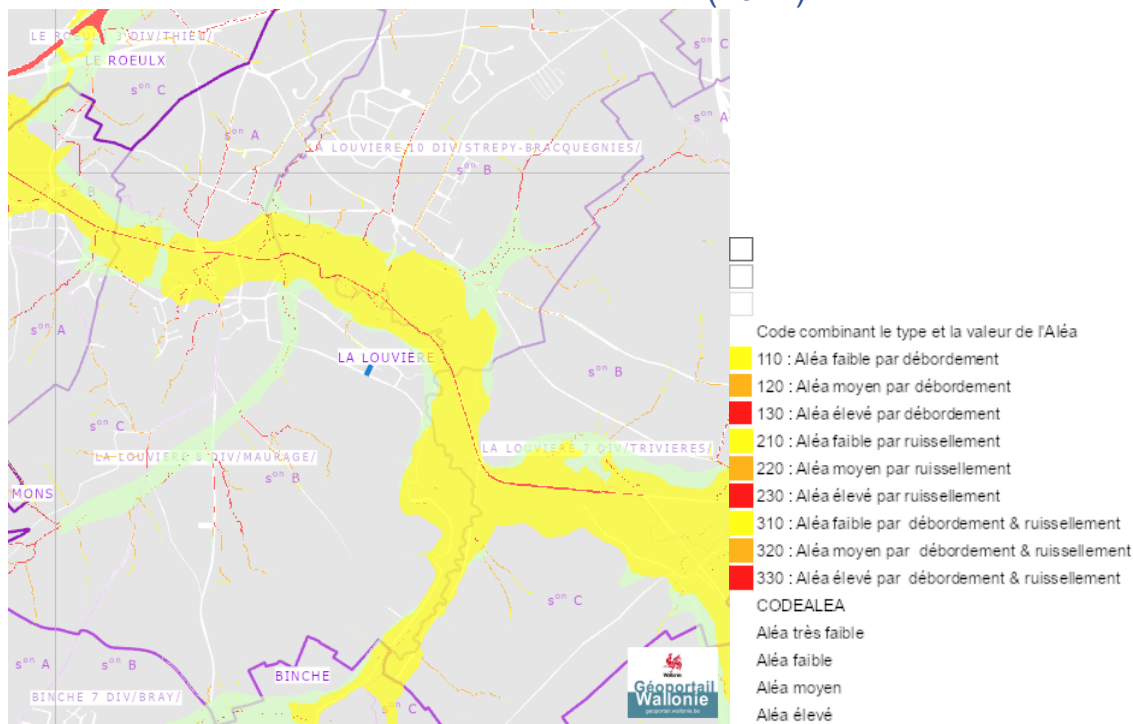 LE ROEULX 3 DIV/THIEU/
LE ROEULX
sᵒⁿ C
sᵒⁿ C
sᵒⁿ A
sᵒⁿ A
LA LOUVIERE 10 DIV/STREPY-BRACQUEGNIES/
sᵒⁿ B
sᵒⁿ B
sᵒⁿ A
LA LOUVIÈRE
sᵒⁿ B
sᵒⁿ C
LA LOUVIERE 7 DIV/TRIVIERES/
LA LOUVIERE 8 DIV/MAURAGE/
sᵒⁿ B
MONS
sᵒⁿ C
sᵒⁿ A
sᵒⁿ B
BINCHE
BINCHE 7 DIV/BRAY/
sᵒⁿ C
Wallonie
Géoportail
Wallonie
geoportail.wallonie.be
Code combinant le type et la valeur de l'Aléa
110 : Aléa faible par débordement
120 : Aléa moyen par débordement
130 : Aléa élevé par débordement
210 : Aléa faible par ruissellement
220 : Aléa moyen par ruissellement
230 : Aléa élevé par ruissellement
310 : Aléa faible par débordement & ruissellement
320 : Aléa moyen par débordement & ruissellement
330 : Aléa élevé par débordement & ruissellement
CODEALEA
Aléa très faible
Aléa faible
Aléa moyen
Aléa élevé